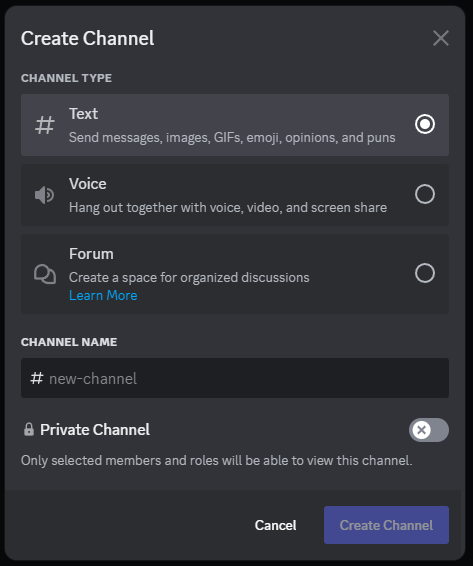 Create Channel
CHANNEL TYPE
Text
Send messages, images, GIFs, emoji, opinions, and puns
Voice
Hang out together with voice, video, and screen share
Forum
Create a space for organized discussions
Learn More
CHANNEL NAME
# new-channel
Private Channel
Only selected members and roles will be able to view this channel.
Cancel
Create Channel